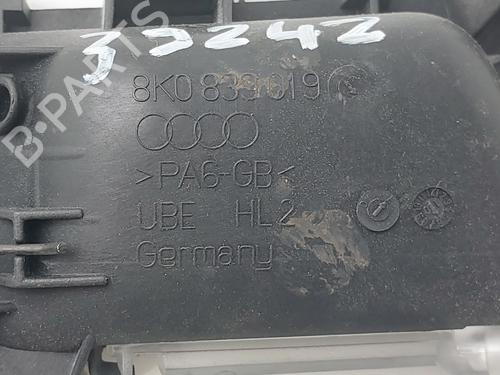 33242
8K0 839 019 C
>PA6-GB<
UBE HL2
Germany
B-PARTS